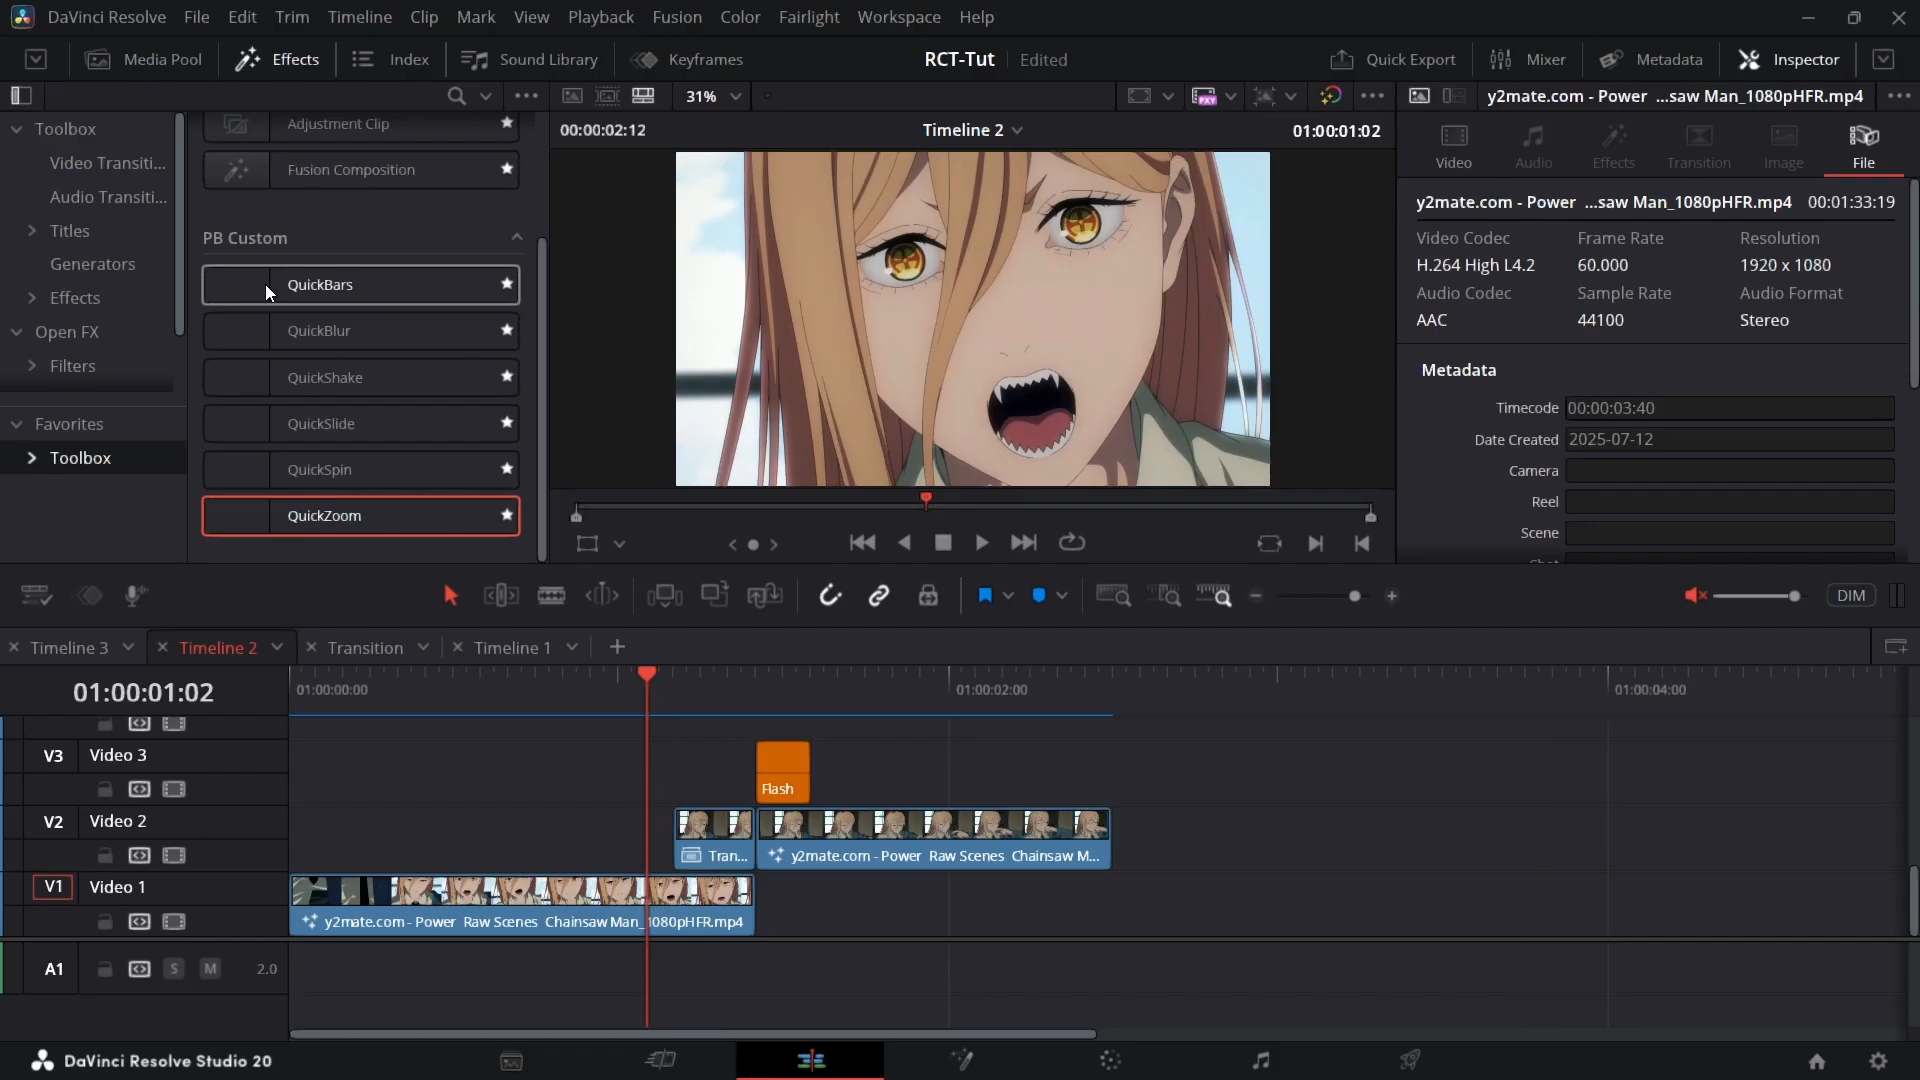 DaVinci Resolve File Edit Trim Timeline Clip Mark View Playback Fusion Color Fairlight Workspace Help
Media Pool Effects Index Sound Library Keyframes RCT-Tut Edited Quick Export Mixer Metadata Inspector
31% PXY y2mate.com - Power ...saw Man_1080pHFR.mp4
Toolbox
Video Transiti...
Audio Transiti...
Titles
Generators
Effects
Open FX
Filters
Favorites
Toolbox
Adjustment Clip
Fusion Composition
PB Custom
QuickBars
QuickBlur
QuickShake
QuickSlide
QuickSpin
QuickZoom
00:00:02:12 Timeline 2 01:00:01:02
Video Audio Effects Transition Image File
y2mate.com - Power ...saw Man_1080pHFR.mp4 00:01:33:19
Video Codec Frame Rate Resolution
H.264 High L4.2 60.000 1920 x 1080
Audio Codec Sample Rate Audio Format
AAC 44100 Stereo
Metadata
Timecode 00:00:03:40
Date Created 2025-07-12
Camera
Reel
Scene
DIM
Timeline 3 Timeline 2 Transition Timeline 1
01:00:01:02 01:00:00:00 01:00:02:00 01:00:04:00
V3 Video 3
Flash
V2 Video 2
Tran... y2mate.com - Power Raw Scenes Chainsaw M...
V1 Video 1
y2mate.com - Power Raw Scenes Chainsaw Man_1080pHFR.mp4
A1 S M 2.0
DaVinci Resolve Studio 20